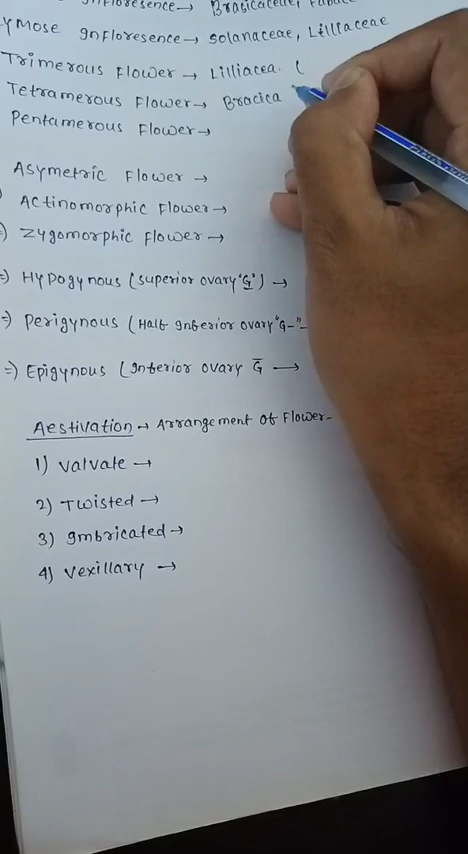 Infloresence → Brasicaceae,
ymose Infloresence → Solanaceae, Lilliaceae
Trimerous Flower → Lilliacea. (
Tetramerous Flower → Bracica
Pentamerous Flower →
Asymetric Flower →
Actinomorphic Flower →
Zygomorphic Flower →
=) Hypogynous (superior ovary "G") →
=) Perigynous (Half Inferior ovary "G-"-
=) Epigynous (Inferior ovary G̅ →
Aestivation → Arrangement of Flower-
1) Valvate →
2) Twisted →
3) Imbricated →
4) Vexillary →